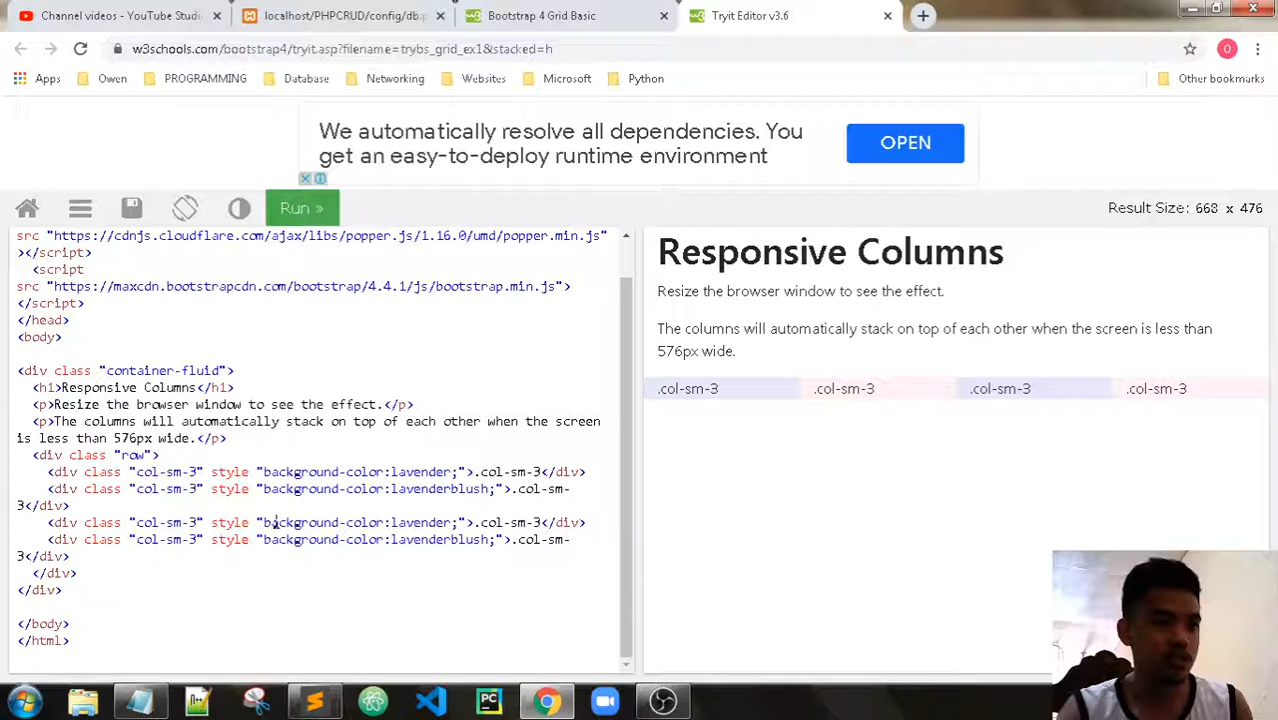 Channel videos - YouTube Studi
localhost/PHPCRUD/config/db.p
Bootstrap 4 Grid Basic
Tryit Editor v3.6
w3schools.com/bootstrap4/tryit.asp?filename=trybs_grid_ex1&stacked=h
O
Apps
Owen
PROGRAMMING
Database
Networking
Websites
Microsoft
Python
Other bookmarks
We automatically resolve all dependencies. You
get an easy-to-deploy runtime environment
OPEN
Run »
Result Size: 668 x 476
src "https://cdnjs.cloudflare.com/ajax/libs/popper.js/1.16.0/umd/popper.min.js"
></script>
<script
src "https://maxcdn.bootstrapcdn.com/bootstrap/4.4.1/js/bootstrap.min.js">
</script>
</head>
<body>
<div class "container-fluid">
<h1>Responsive Columns</h1>
<p>Resize the browser window to see the effect.</p>
<p>The columns will automatically stack on top of each other when the screen
is less than 576px wide.</p>
<div class "row">
<div class "col-sm-3" style "background-color:lavender;">.col-sm-3</div>
<div class "col-sm-3" style "background-color:lavenderblush;">.col-sm-
3</div>
<div class "col-sm-3" style "background-color:lavender;">.col-sm-3</div>
<div class "col-sm-3" style "background-color:lavenderblush;">.col-sm-
3</div>
</div>
</div>
</body>
</html>
Responsive Columns
Resize the browser window to see the effect.
The columns will automatically stack on top of each other when the screen is less than
576px wide.
.col-sm-3 .col-sm-3 .col-sm-3 .col-sm-3
PC